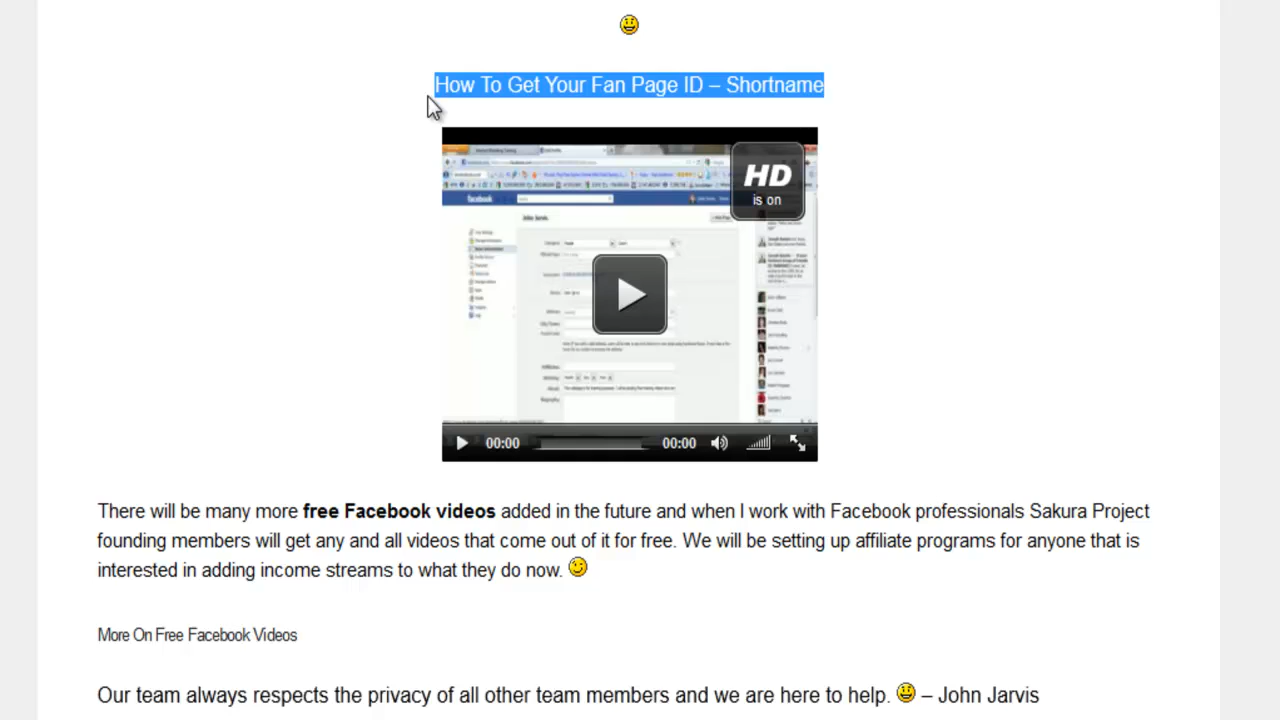 How To Get Your Fan Page ID – Shortname
HD
is on
facebook
John Jarvis
00:00
00:00
There will be many more free Facebook videos added in the future and when I work with Facebook professionals Sakura Project
founding members will get any and all videos that come out of it for free. We will be setting up affiliate programs for anyone that is
interested in adding income streams to what they do now.
More On Free Facebook Videos
Our team always respects the privacy of all other team members and we are here to help. – John Jarvis